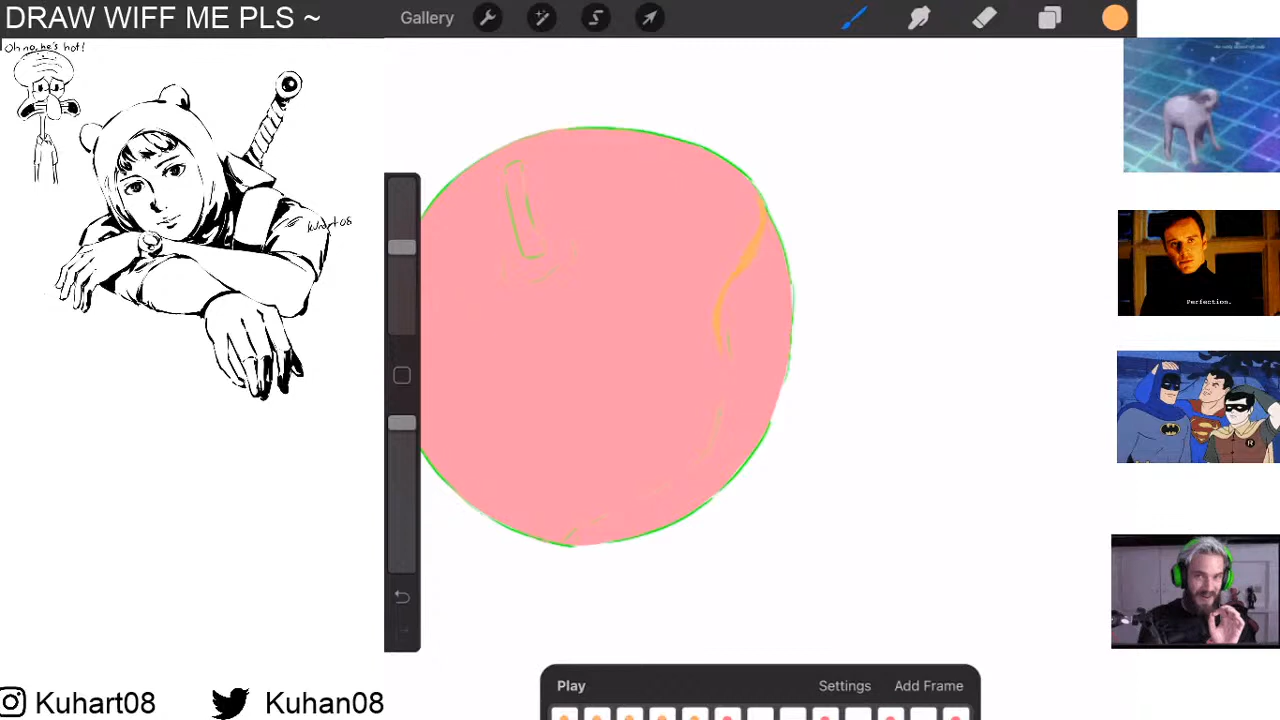 DRAW WIFF ME PLS ~
Gallery
Oh no, he's hot!
Kuhart08
Perfection.
R
Play
Settings
Add Frame
Kuhart08
Kuhan08